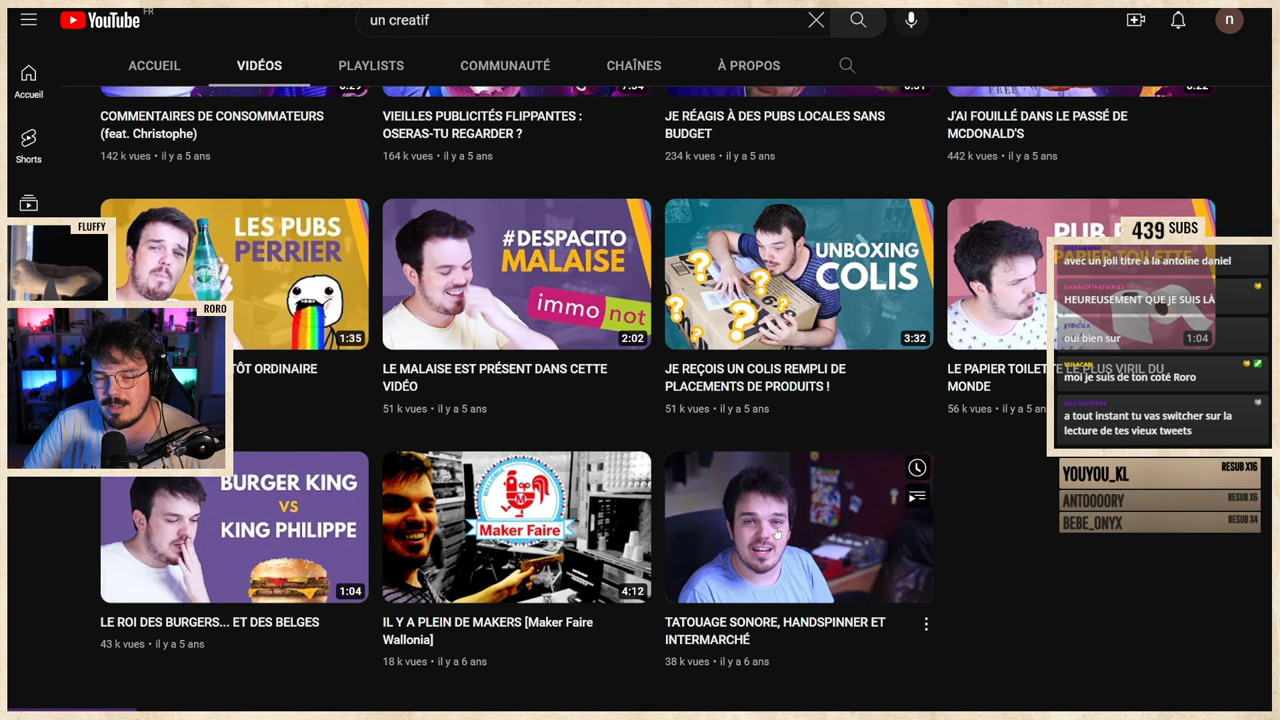 YouTube FR
un creatif
n
ACCUEIL VIDÉOS PLAYLISTS COMMUNAUTÉ CHAÎNES À PROPOS
Accueil
Shorts
COMMENTAIRES DE CONSOMMATEURS
(feat. Christophe)
142 k vues • il y a 5 ans
VIEILLES PUBLICITÉS FLIPPANTES :
OSERAS-TU REGARDER ?
164 k vues • il y a 5 ans
JE RÉAGIS À DES PUBS LOCALES SANS
BUDGET
234 k vues • il y a 5 ans
J'AI FOUILLÉ DANS LE PASSÉ DE
MCDONALD'S
442 k vues • il y a 5 ans
FLUFFY
RORO
LES PUBS
PERRIER
1:35
TÔT ORDINAIRE
#DESPACITO
MALAISE
immo not
2:02
LE MALAISE EST PRÉSENT DANS CETTE
VIDÉO
51 k vues • il y a 5 ans
UNBOXING
COLIS
3:32
JE REÇOIS UN COLIS REMPLI DE
PLACEMENTS DE PRODUITS !
51 k vues • il y a 5 ans
PAPIER TOILETTE
1:04
LE PAPIER TOILETTE LE PLUS VIRIL DU
MONDE
56 k vues • il y a 5 an
439 SUBS
avec un joli titre à la antoine daniel
DAWNOFTHEFAIRIES
HEUREUSEMENT QUE JE SUIS LÀ
oui bien sur
moi je suis de ton coté Roro
a tout instant tu vas switcher sur la
lecture de tes vieux tweets
YOUYOU_KL RESUB X16
ANTOOOORY RESUB X6
BEBE_ONYX RESUB X4
BURGER KING
VS
KING PHILIPPE
1:04
LE ROI DES BURGERS... ET DES BELGES
43 k vues • il y a 5 ans
WALLONIA
Maker Faire
4:12
IL Y A PLEIN DE MAKERS [Maker Faire
Wallonia]
18 k vues • il y a 6 ans
TATOUAGE SONORE, HANDSPINNER ET
INTERMARCHÉ
38 k vues • il y a 6 ans